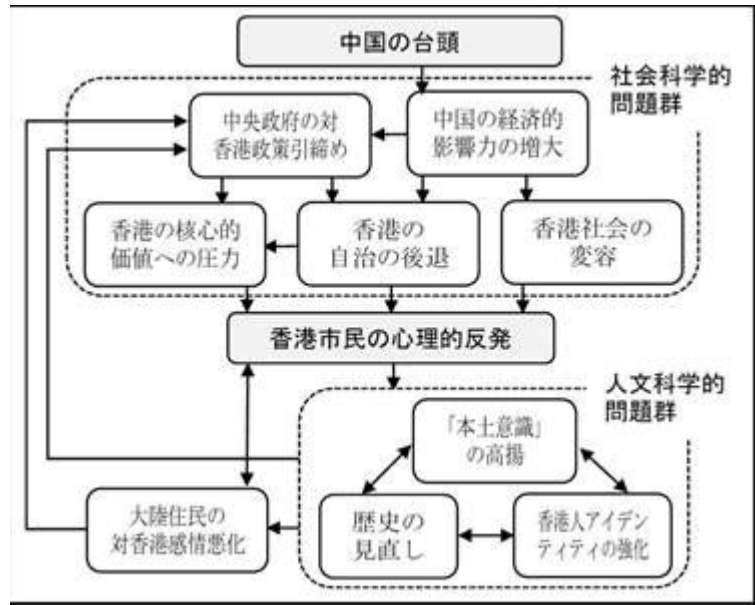 中国の台頭
社会科学的
問題群
中央政府の対
香港政策引締め
中国の経済的
影響力の増大
香港の核心的
価値への圧力
香港の
自治の後退
香港社会の
変容
香港市民の心理的反発
人文科学的
問題群
「本土意識」
の高揚
大陸住民の
対香港感情悪化
歴史の
見直し
香港人アイデン
ティティの強化